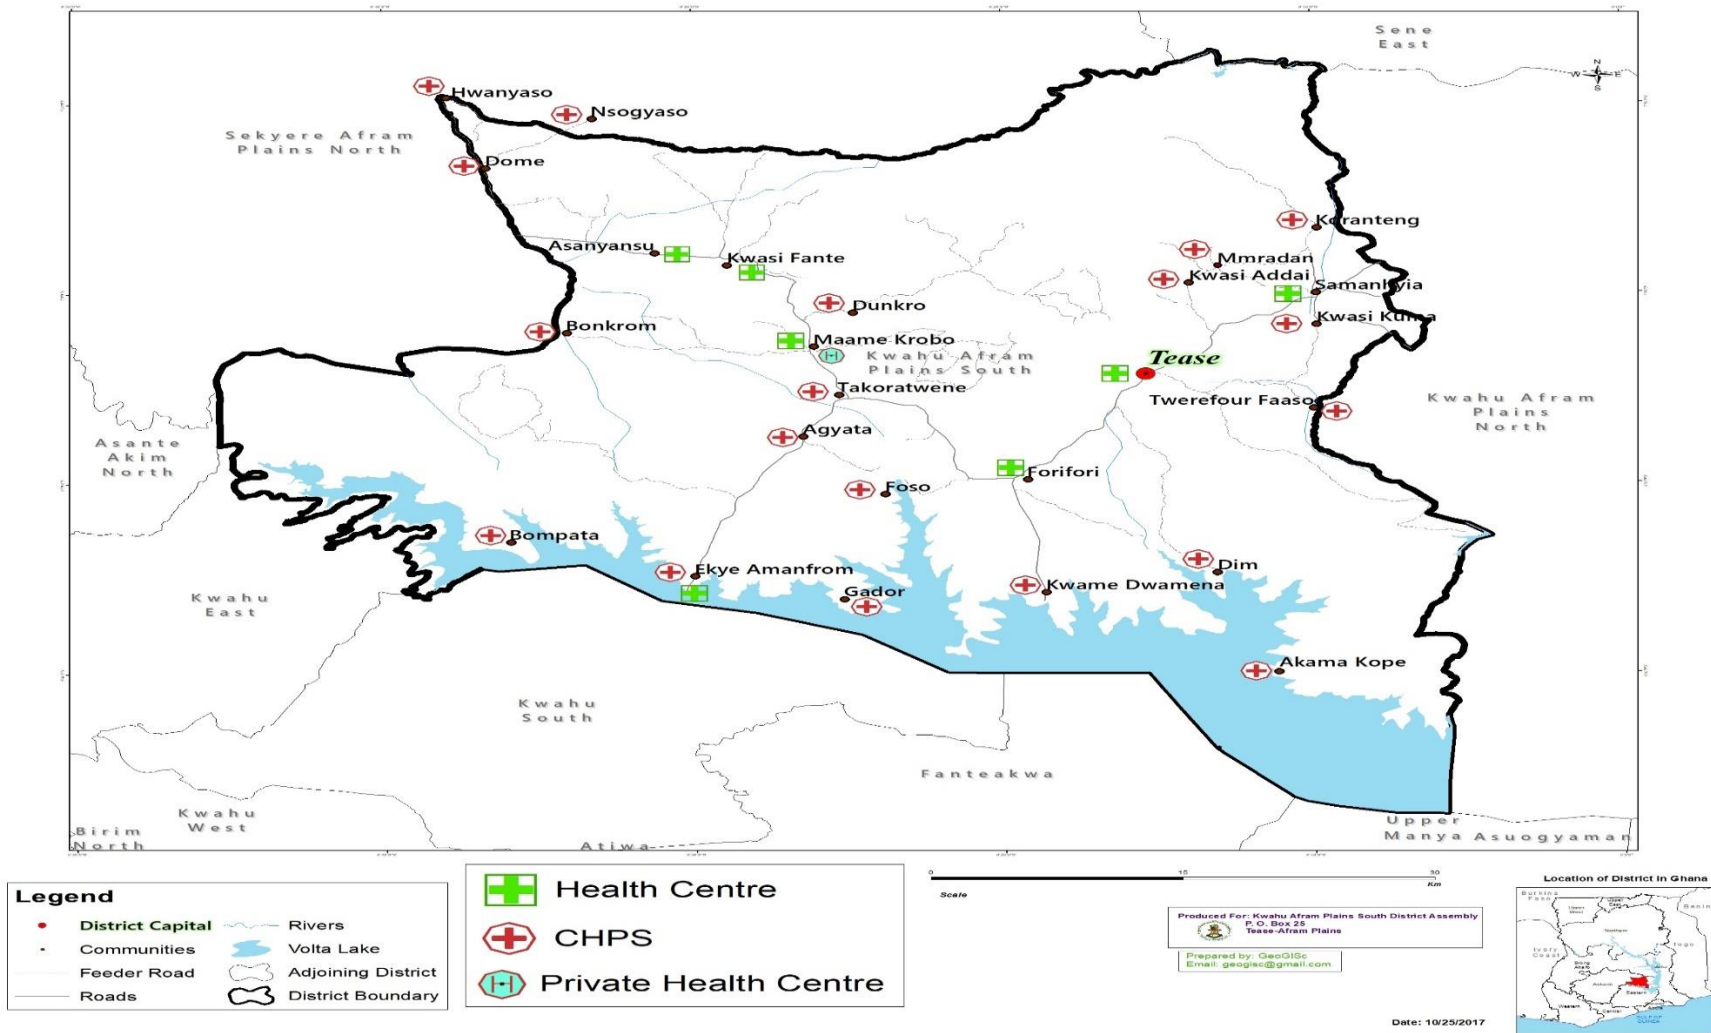 Sene
East
Hwanyaso
Nsogyaso
Sekyere Afram
Plains North
Dome
Koranteng
Asanyansu
Kwasi Fante
Mmradan
Kwasi Addai
Samanhyia
Dunkro
Bonkrom
Kwasi Kuma
Maame Krobo
Kwahu Afram
Plains South
Tease
Takoratwene
Twerefour Faaso
Kwahu Afram
Plains
North
Asante
Akim
North
Agyata
Forifori
Foso
Bompata
Ekye Amanfrom
Dim
Kwame Dwamena
Gador
Kwahu
East
Akama Kope
Kwahu
South
Fanteakwa
Kwahu
West
Birim
North
Atiwa
Upper
Manya
Asuogyaman
Legend
District Capital
Communities
Feeder Road
Roads
Rivers
Volta Lake
Adjoining District
District Boundary
Health Centre
CHPS
Private Health Centre
0 15 30
Km
Scale
Produced For: Kwahu Afram Plains South District Assembly
P. O. Box 25
Tease-Afram Plains
Prepared by: GeoGISc
Email: geogisc@gmail.com
Location of District in Ghana
Date: 10/25/2017
N
W E
S